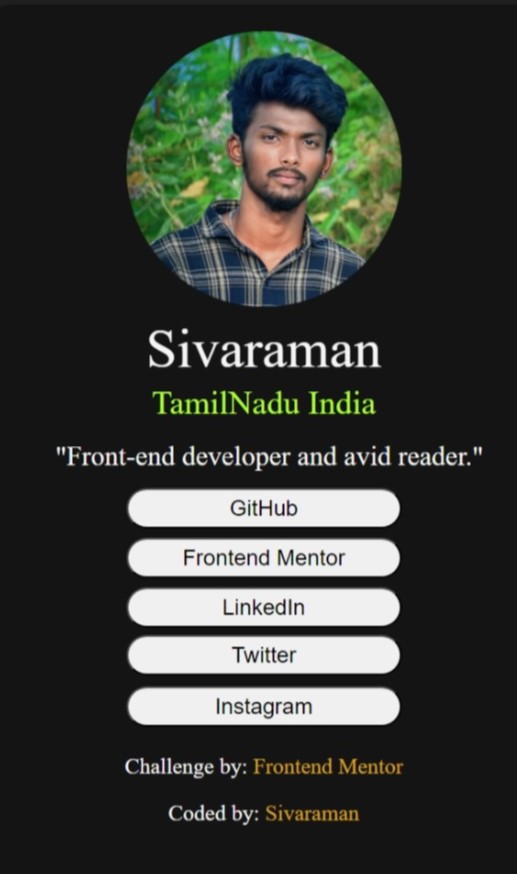 Sivaraman
TamilNadu India
"Front-end developer and avid reader."
GitHub
Frontend Mentor
LinkedIn
Twitter
Instagram
Challenge by: Frontend Mentor
Coded by: Sivaraman